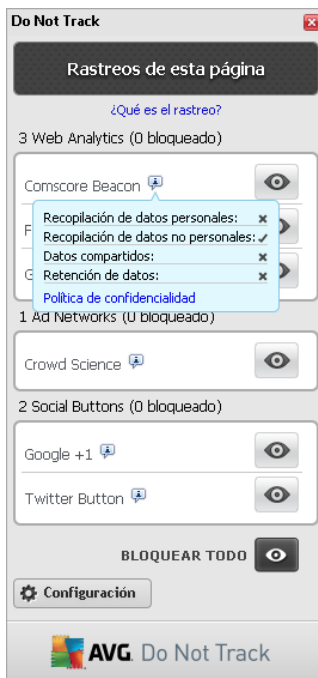 Do Not Track
Rastreos de esta página
¿Qué es el rastreo?
3 Web Analytics (0 bloqueado)
Comscore Beacon
Recopilación de datos personales:
Recopilación de datos no personales:
Datos compartidos:
Retención de datos:
Política de confidencialidad
F
G
1 Ad Networks (0 bloqueado)
Crowd Science
2 Social Buttons (0 bloqueado)
Google +1
Twitter Button
BLOQUEAR TODO
Configuración
AVG. Do Not Track